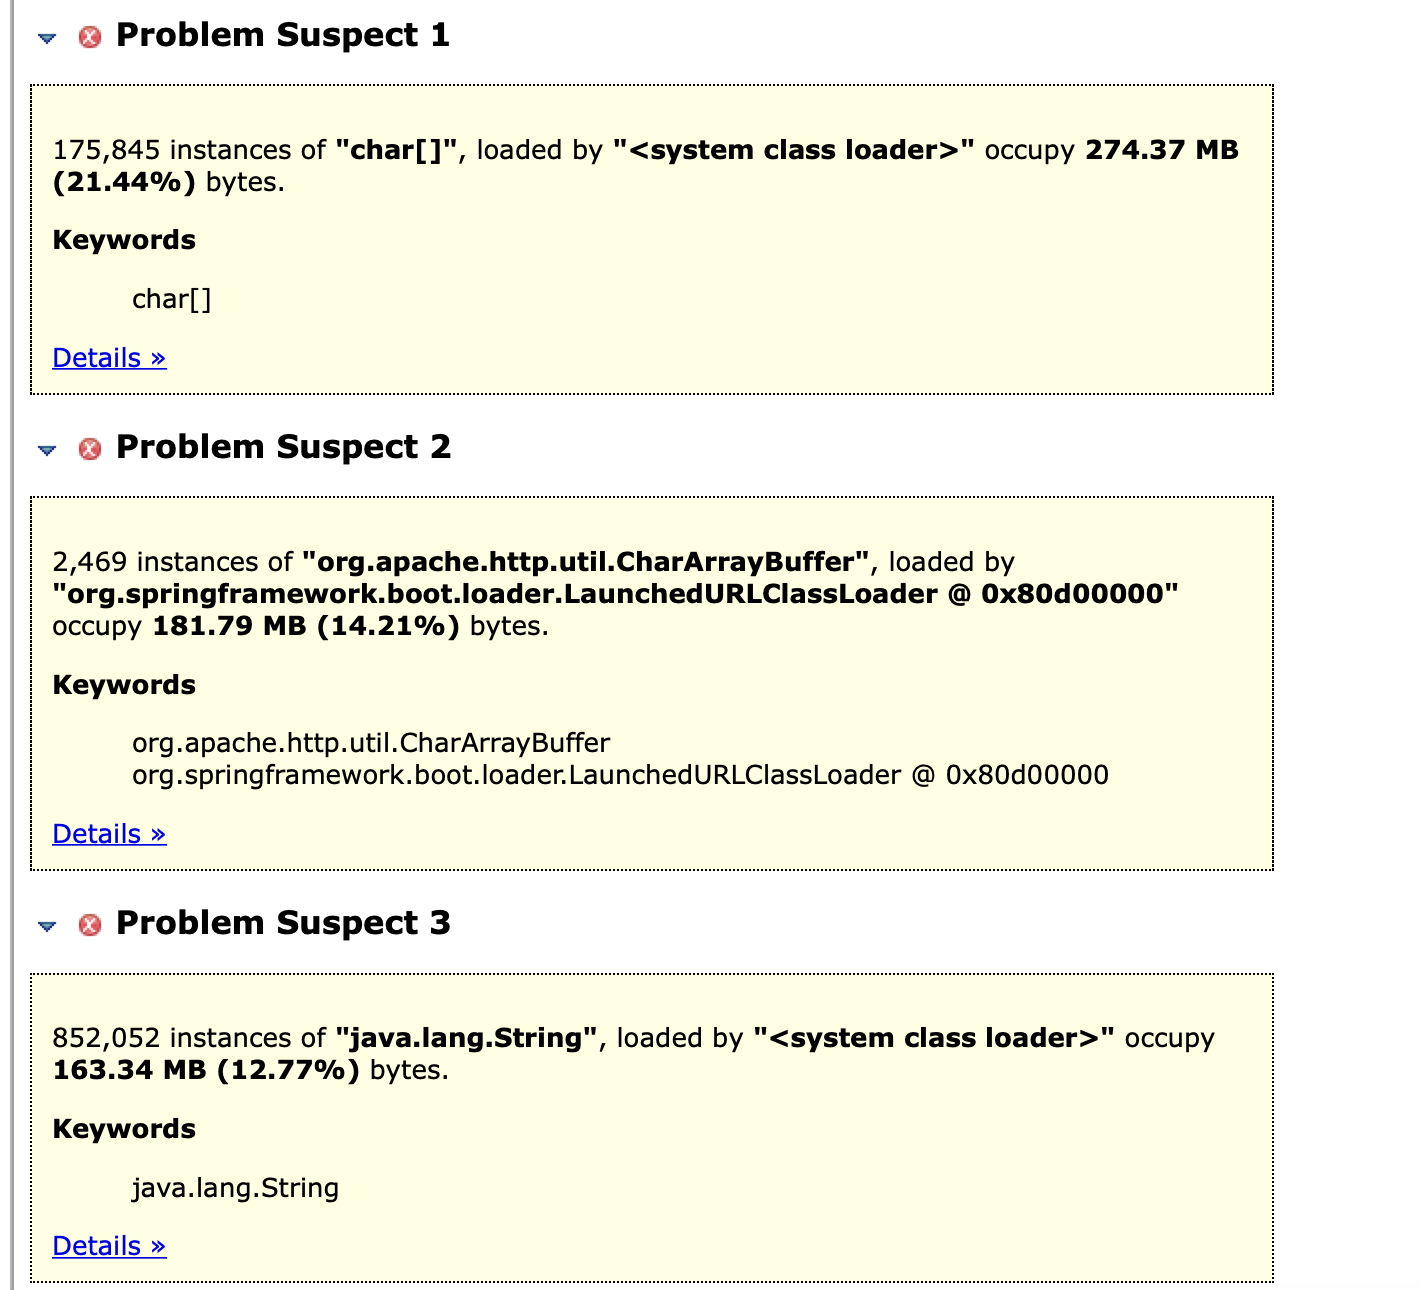 Problem Suspect 1
175,845 instances of "char[]", loaded by "<system class loader>" occupy 274.37 MB
(21.44%) bytes.
Keywords
char[]
Details »
Problem Suspect 2
2,469 instances of "org.apache.http.util.CharArrayBuffer", loaded by
"org.springframework.boot.loader.LaunchedURLClassLoader @ 0x80d00000"
occupy 181.79 MB (14.21%) bytes.
Keywords
org.apache.http.util.CharArrayBuffer
org.springframework.boot.loader.LaunchedURLClassLoader @ 0x80d00000
Details »
Problem Suspect 3
852,052 instances of "java.lang.String", loaded by "<system class loader>" occupy
163.34 MB (12.77%) bytes.
Keywords
java.lang.String
Details »